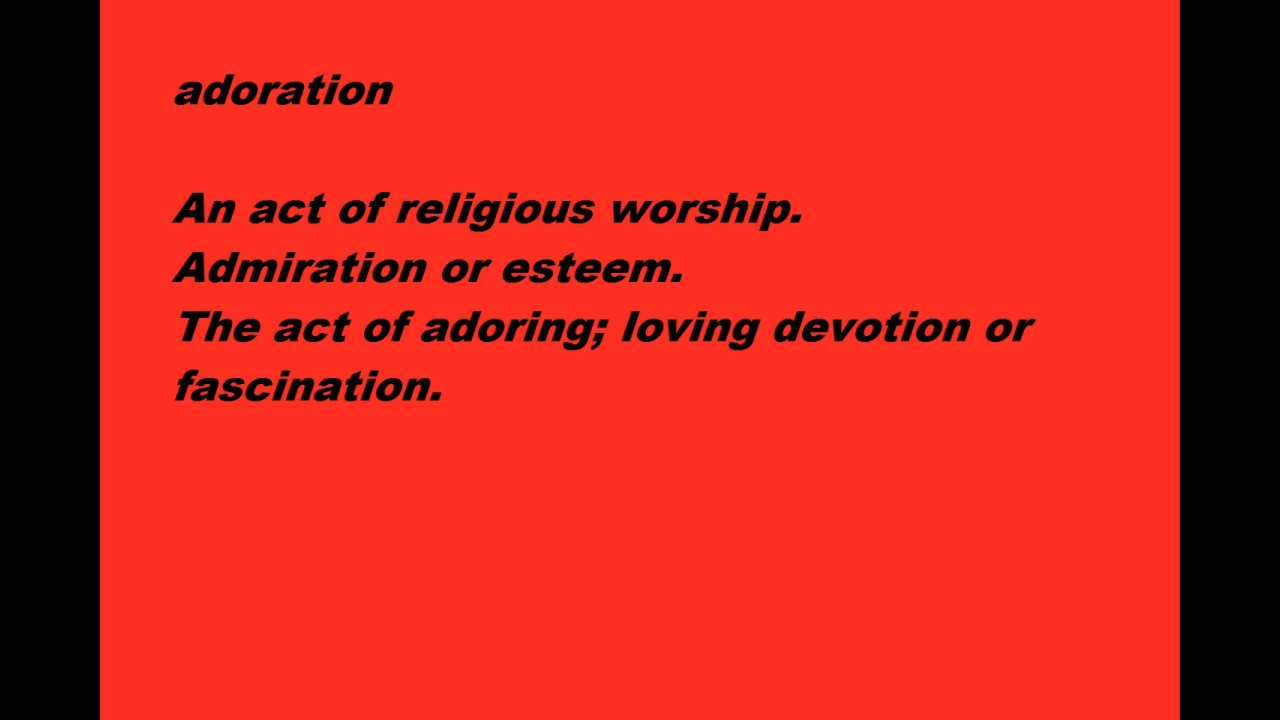 adoration
An act of religious worship.
Admiration or esteem.
The act of adoring; loving devotion or
fascination.